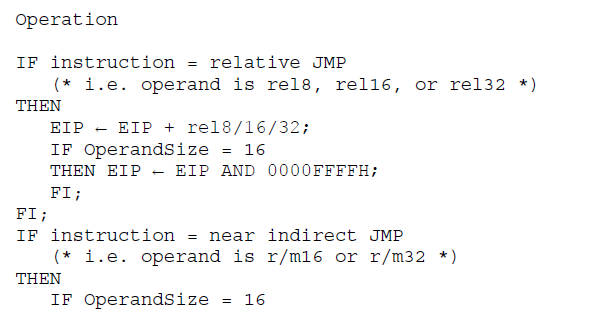 Operation
IF instruction = relative JMP
(* i.e. operand is rel8, rel16, or rel32 *)
THEN
EIP ← EIP + rel8/16/32;
IF OperandSize = 16
THEN EIP ← EIP AND 0000FFFFH;
FI;
FI;
IF instruction = near indirect JMP
(* i.e. operand is r/m16 or r/m32 *)
THEN
IF OperandSize = 16